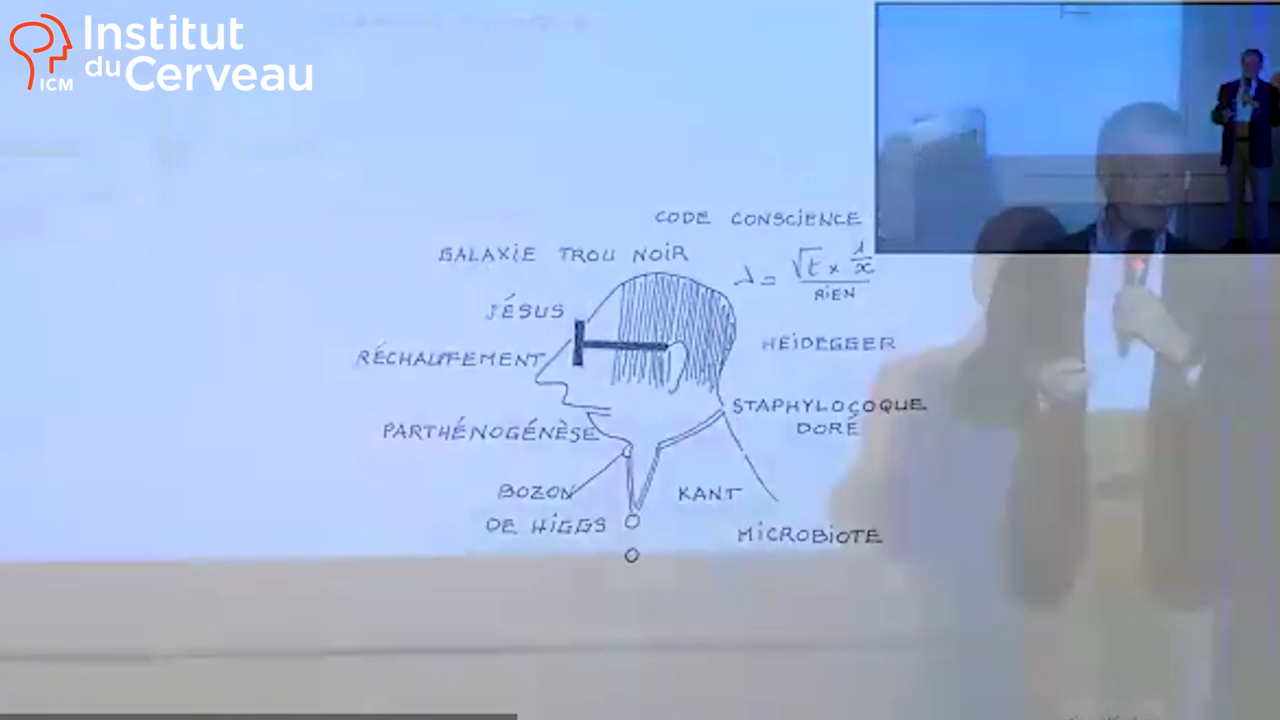 Institut
du Cerveau
ICM
CODE CONSCIENCE
GALAXIE TROU NOIR
λ = √t × 1/x
RIEN
JÉSUS
HEIDEGGER
RÉCHAUFFEMENT
STAPHYLOCOQUE
DORÉ
PARTHÉNOGÉNÈSE
BOZON
DE HIGGS
KANT
MICROBIOTE